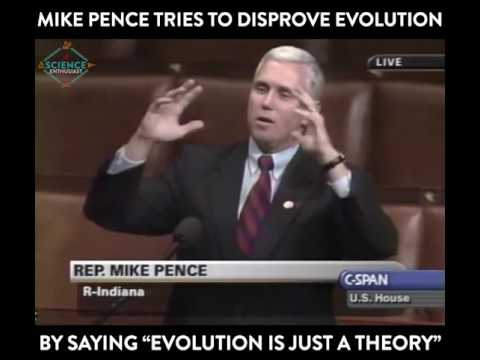 MIKE PENCE TRIES TO DISPROVE EVOLUTION
A
SCIENCE
ENTHUSIAST
LIVE
REP. MIKE PENCE
R-Indiana
C-SPAN
U.S. House
BY SAYING “EVOLUTION IS JUST A THEORY”